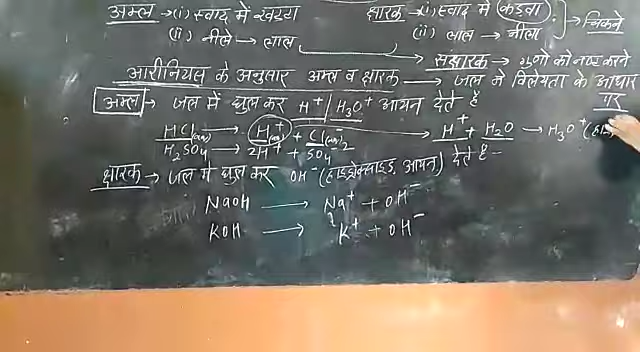 अम्ल →(i) स्वाद में खट्टा क्षारक →(i) स्वाद में कड़वा → चिकने
(ii) नीले → लाल (ii) लाल → नीला
→ संक्षारक → गुणों को नष्ट करने
आरीनियस के अनुसार अम्ल व क्षारक → जल में विलेयता के आधार पर
अम्ल → जल में घुलकर H⁺/H₃O⁺ आयन देते हैं
HCl(aq) → H⁺(aq) + Cl⁻(aq) → H⁺ + H₂O → H₃O⁺
H₂SO₄ → 2H⁺ + SO₄⁻²
क्षारक → जल में घुलकर OH⁻ (हाइड्रोक्साइड आयन) देते हैं -
NaOH → Na⁺ + OH⁻
KOH → K⁺ + OH⁻